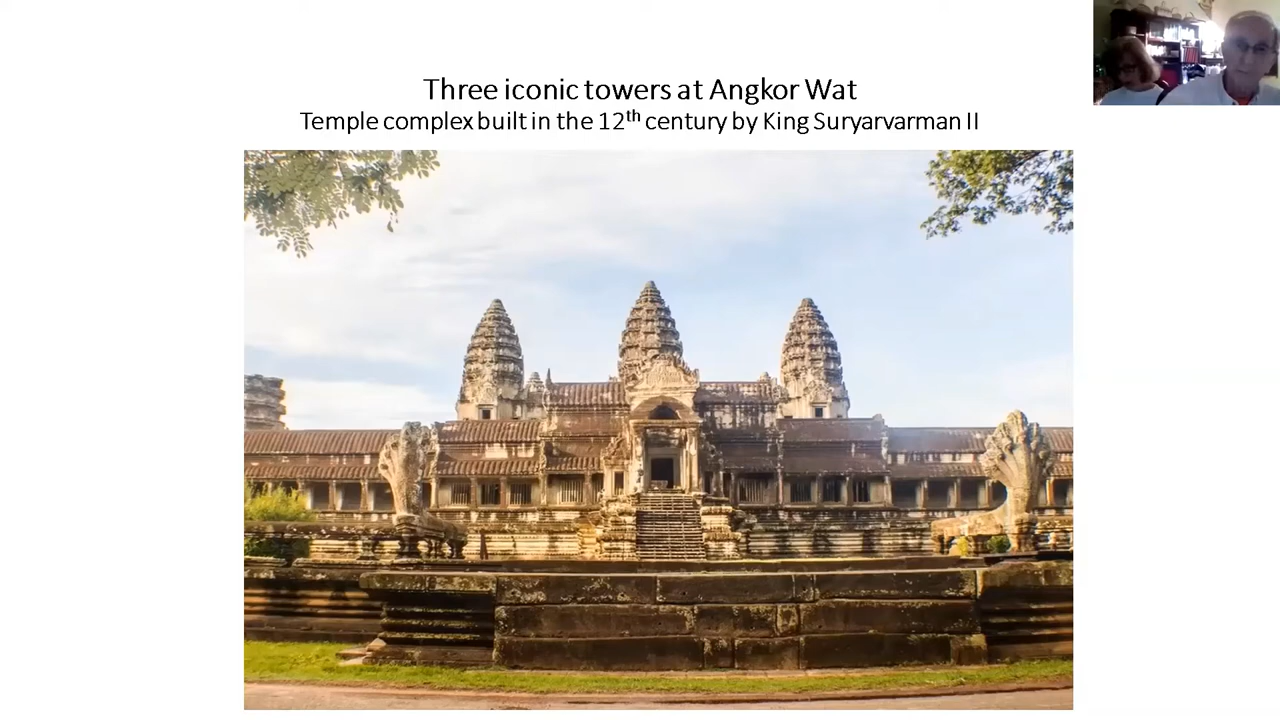 Three iconic towers at Angkor Wat
Temple complex built in the 12th century by King Suryarvarman II